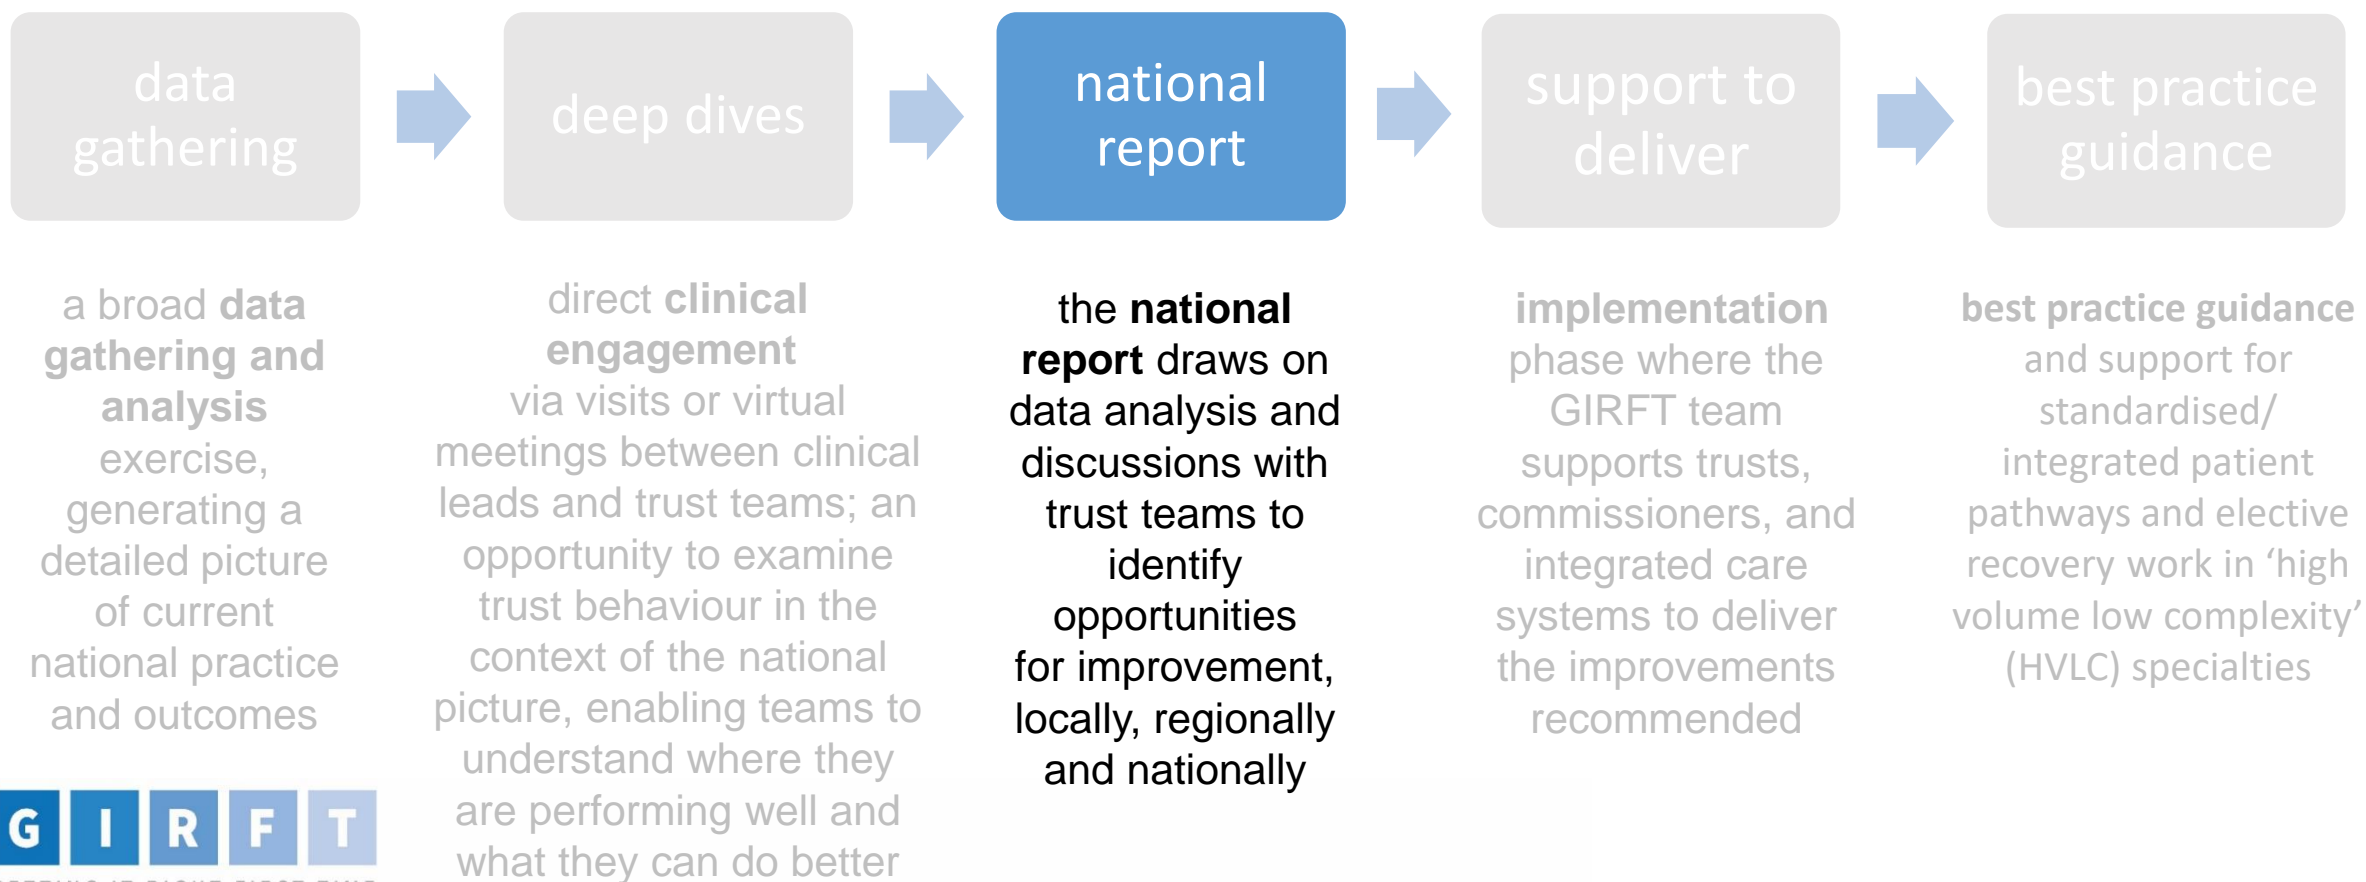 data
gathering
deep dives
national
report
support to
deliver
best practice
guidance
a broad data
gathering and
analysis
exercise,
generating a
detailed picture
of current
national practice
and outcomes
direct clinical
engagement
via visits or virtual
meetings between clinical
leads and trust teams; an
opportunity to examine
trust behaviour in the
context of the national
picture, enabling teams to
understand where they
are performing well and
what they can do better
the national
report draws on
data analysis and
discussions with
trust teams to
identify
opportunities
for improvement,
locally, regionally
and nationally
implementation
phase where the
GIRFT team
supports trusts,
commissioners, and
integrated care
systems to deliver
the improvements
recommended
best practice guidance
and support for
standardised/
integrated patient
pathways and elective
recovery work in ‘high
volume low complexity’
(HVLC) specialties
GIRFT